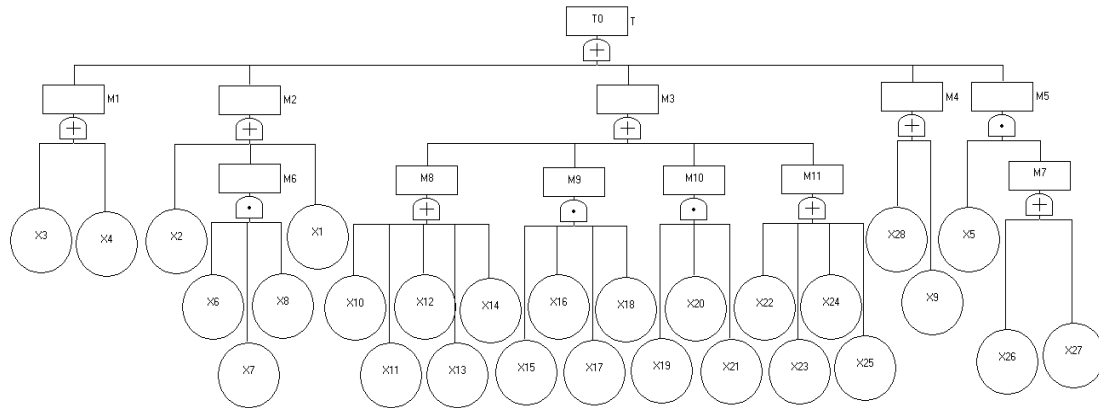 T0 T
M1 M2 M3 M4 M5
M6 M8 M9 M10 M11 M7
X3 X4 X2 X1 X28 X5
X6 X8 X10 X12 X14 X16 X18 X20 X22 X24 X9
X7 X11 X13 X15 X17 X19 X21 X23 X25 X26 X27